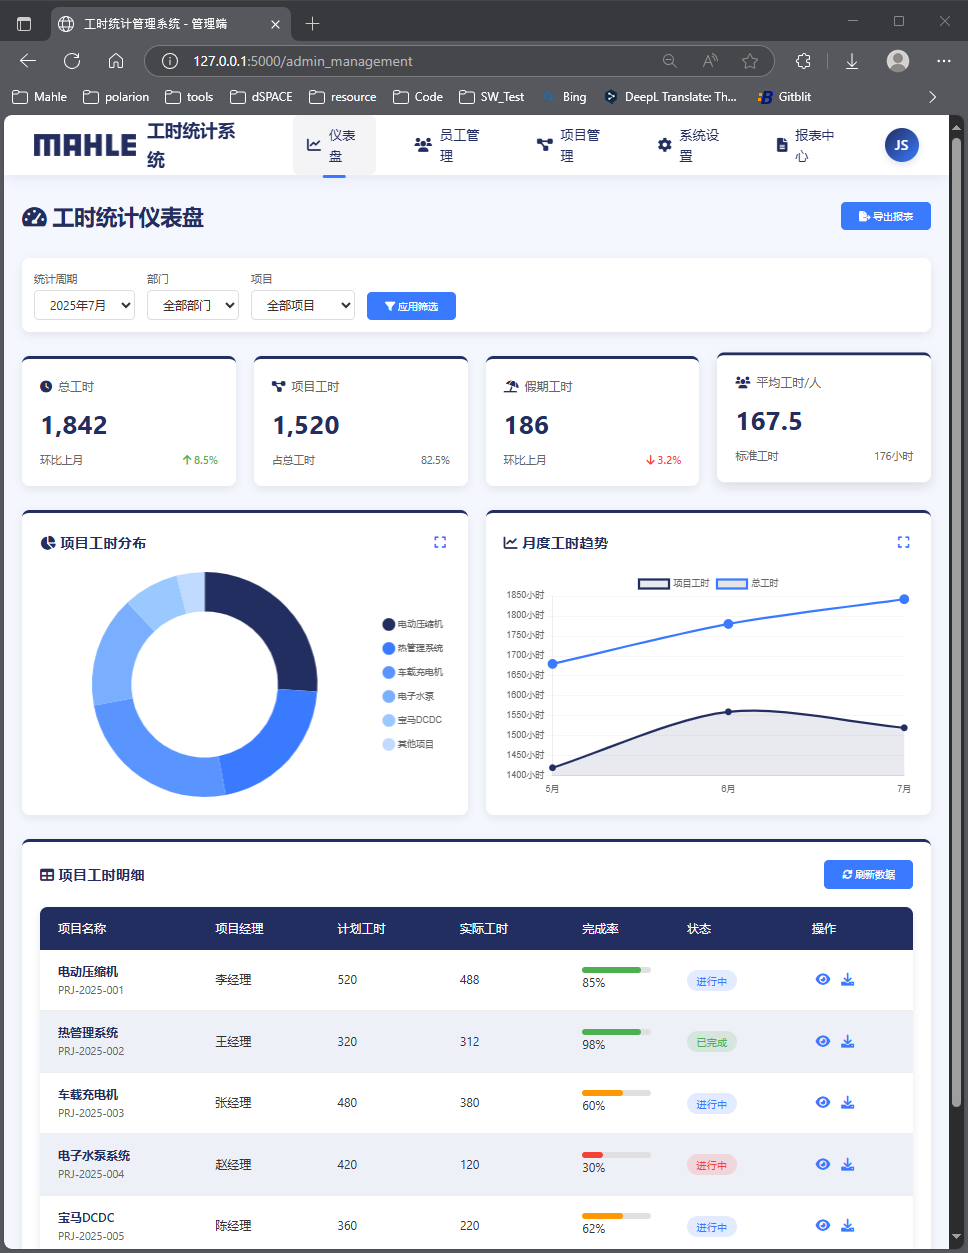 工时统计管理系统 - 管理端
127.0.0.1:5000/admin_management
Mahle
polarion
tools
dSPACE
resource
Code
SW_Test
Bing
DeepL Translate: Th...
Gitblit
MAHLE
工时统计系
统
仪表
盘
员工管
理
项目管
理
系统设
置
报表中
心
JS
工时统计仪表盘
导出报表
统计周期
部门
项目
2025年7月
全部部门
全部项目
应用筛选
总工时
1,842
环比上月
8.5%
项目工时
1,520
占总工时
82.5%
假期工时
186
环比上月
3.2%
平均工时/人
167.5
标准工时
176小时
项目工时分布
电动压缩机
热管理系统
车载充电机
电子水泵
宝马DCDC
其他项目
月度工时趋势
项目工时
总工时
1850小时
1800小时
1750小时
1700小时
1650小时
1600小时
1550小时
1500小时
1450小时
1400小时
5月
6月
7月
项目工时明细
刷新数据
项目名称 项目经理 计划工时 实际工时 完成率 状态 操作
电动压缩机
PRJ-2025-001
李经理
520
488
85%
进行中
热管理系统
PRJ-2025-002
王经理
320
312
98%
已完成
车载充电机
PRJ-2025-003
张经理
480
380
60%
进行中
电子水泵系统
PRJ-2025-004
赵经理
420
120
30%
进行中
宝马DCDC
PRJ-2025-005
陈经理
360
220
62%
进行中